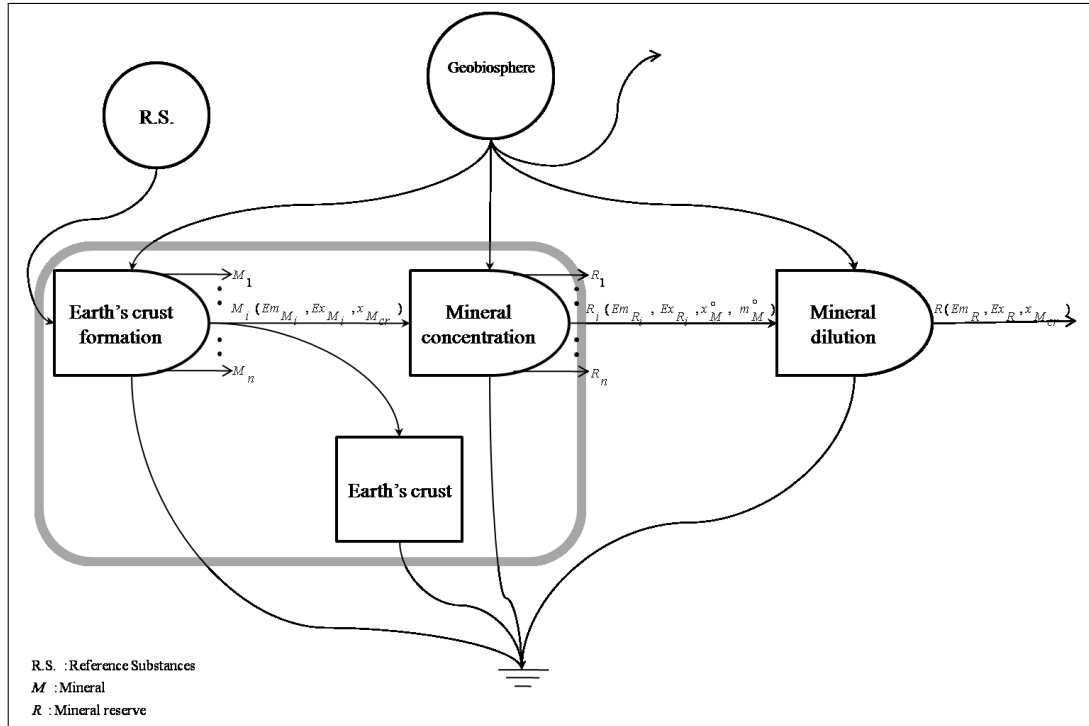 Geobiosphere
R.S.
Earth's crust
formation
M1
Mi (EmMi, ExMi, xMcr)
Mn
Mineral
concentration
R1
Ri (EmRi, ExRi, x°M, m°M)
Rn
Mineral
dilution
R(EmR, ExR, xMcr)
Earth's crust
R.S. : Reference Substances
M : Mineral
R : Mineral reserve